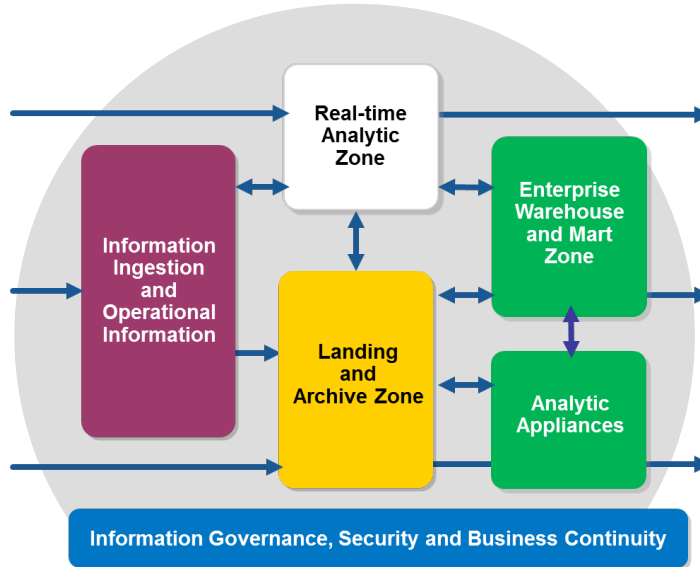 Real-time
Analytic
Zone
Enterprise
Warehouse
and Mart
Zone
Information
Ingestion
and
Operational
Information
Landing
and
Archive Zone
Analytic
Appliances
Information Governance, Security and Business Continuity